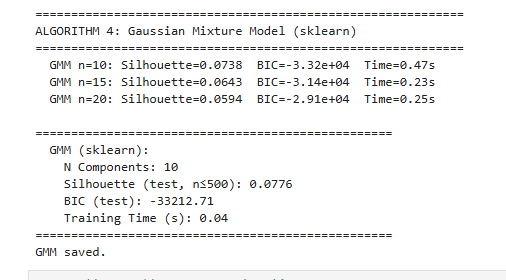 ============================================================
ALGORITHM 4: Gaussian Mixture Model (sklearn)
============================================================
GMM n=10: Silhouette=0.0738 BIC=-3.32e+04 Time=0.47s
GMM n=15: Silhouette=0.0643 BIC=-3.14e+04 Time=0.23s
GMM n=20: Silhouette=0.0594 BIC=-2.91e+04 Time=0.25s
==================================================
GMM (sklearn):
N Components: 10
Silhouette (test, n≤500): 0.0776
BIC (test): -33212.71
Training Time (s): 0.04
==================================================
GMM saved.